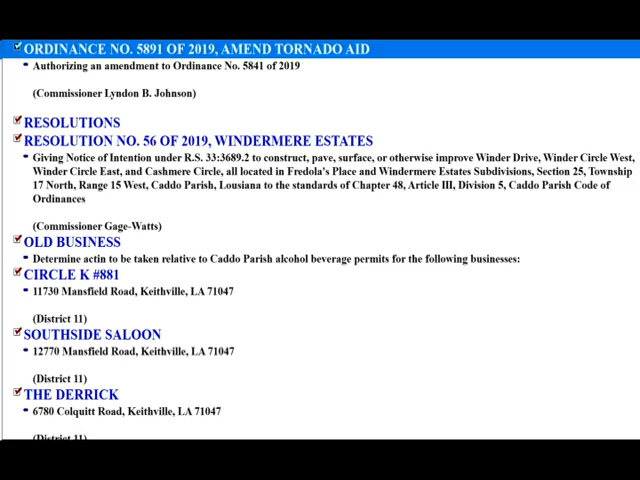 ORDINANCE NO. 5891 OF 2019, AMEND TORNADO AID
Authorizing an amendment to Ordinance No. 5841 of 2019
(Commissioner Lyndon B. Johnson)
RESOLUTIONS
RESOLUTION NO. 56 OF 2019, WINDERMERE ESTATES
Giving Notice of Intention under R.S. 33:3689.2 to construct, pave, surface, or otherwise improve Winder Drive, Winder Circle West,
Winder Circle East, and Cashmere Circle, all located in Fredola's Place and Windermere Estates Subdivisions, Section 25, Township
17 North, Range 15 West, Caddo Parish, Lousiana to the standards of Chapter 48, Article III, Division 5, Caddo Parish Code of
Ordinances
(Commissioner Gage-Watts)
OLD BUSINESS
Determine actin to be taken relative to Caddo Parish alcohol beverage permits for the following businesses:
CIRCLE K #881
11730 Mansfield Road, Keithville, LA 71047
(District 11)
SOUTHSIDE SALOON
12770 Mansfield Road, Keithville, LA 71047
(District 11)
THE DERRICK
6780 Colquitt Road, Keithville, LA 71047
(District 11)